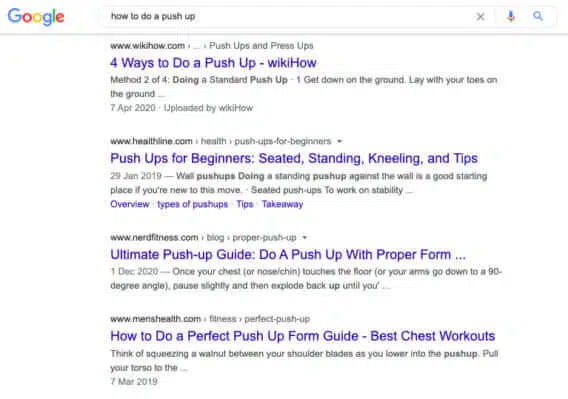 Google
how to do a push up
www.wikihow.com › ... › Push Ups and Press Ups
4 Ways to Do a Push Up - wikiHow
Method 2 of 4: Doing a Standard Push Up · 1 Get down on the ground. Lay with your toes on
the ground ...
7 Apr 2020 · Uploaded by wikiHow
www.healthline.com › health › push-ups-for-beginners
Push Ups for Beginners: Seated, Standing, Kneeling, and Tips
29 Jan 2019 — Wall pushups Doing a standing pushup against the wall is a good starting
place if you're new to this move. · Seated push-ups To work on stability ...
Overview · types of pushups · Tips · Takeaway
www.nerdfitness.com › blog › proper-push-up
Ultimate Push-up Guide: Do A Push Up With Proper Form ...
1 Dec 2020 — Once your chest (or nose/chin) touches the floor (or your arms go down to a 90-
degree angle), pause slightly and then explode back up until you' ...
www.menshealth.com › fitness › perfect-push-up
How to Do a Perfect Push Up Form Guide - Best Chest Workouts
Think of squeezing a walnut between your shoulder blades as you lower into the pushup. Pull
your torso to the ...
7 Mar 2019